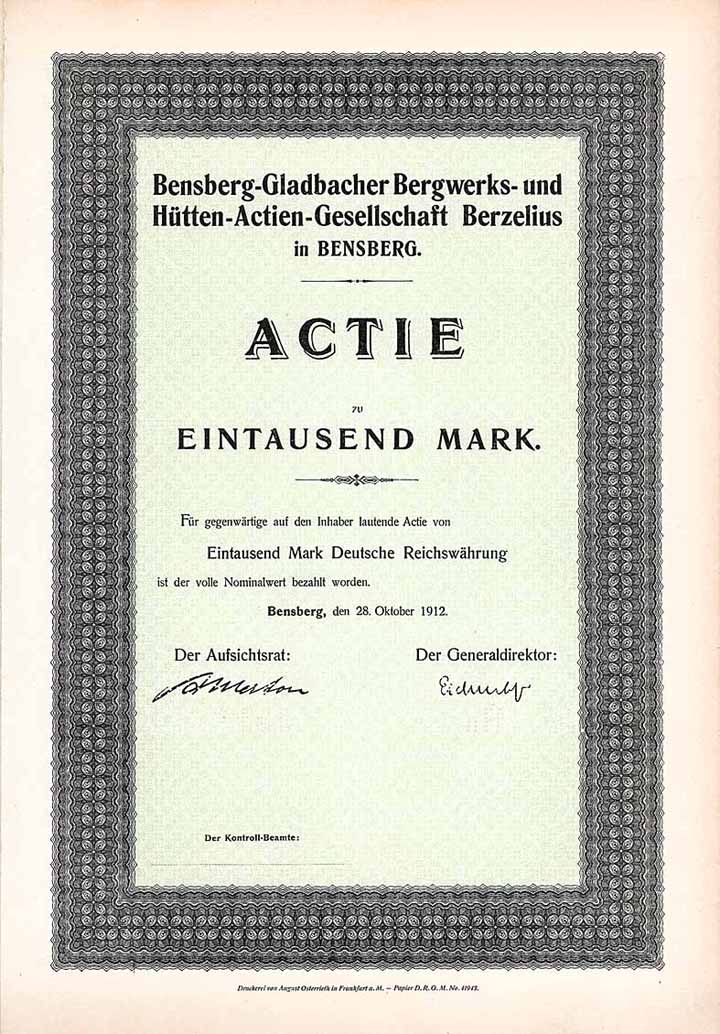 Bensberg-Gladbacher Bergwerks- und
Hütten-Actien-Gesellschaft Berzelius
in BENSBERG.
ACTIE
zu
EINTAUSEND MARK.
Für gegenwärtige auf den Inhaber lautende Actie von
Eintausend Mark Deutsche Reichswährung
ist der volle Nominalwert bezahlt worden.
Bensberg, den 28. Oktober 1912.
Der Aufsichtsrat: Der Generaldirektor:
Der Kontroll-Beamte:
Druckerei von August Osterrieth in Frankfurt a. M. — Papier D. R. G. M. No. 41943.